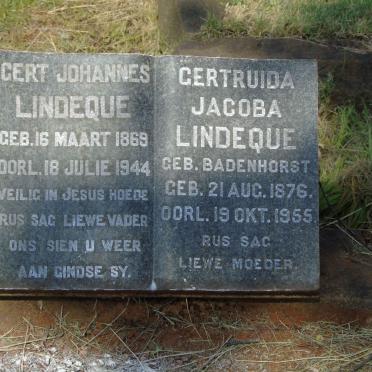 GERT JOHANNES
LINDEQUE
GEB. 16 MAART 1869
OORL. 18 JULIE 1944
VEILIG IN JESUS HOEDE
RUS SAG LIEWE VADER
ONS SIEN U WEER
AAN GINDSE SY.
GERTRUIDA
JACOBA
LINDEQUE
GEB. BADENHORST
GEB. 21 AUG. 1876.
OORL. 19 OKT. 1955.
RUS SAG
LIEWE MOEDER.